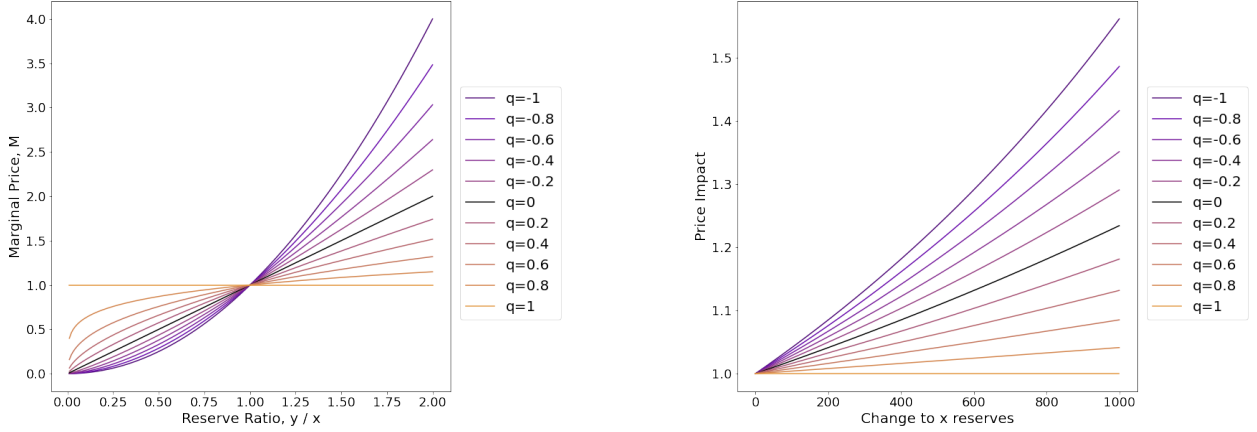 4.0
3.5
3.0
2.5
2.0
1.5
1.0
0.5
0.0
Marginal Price, M
0.00 0.25 0.50 0.75 1.00 1.25 1.50 1.75 2.00
Reserve Ratio, y / x
q=-1
q=-0.8
q=-0.6
q=-0.4
q=-0.2
q=0
q=0.2
q=0.4
q=0.6
q=0.8
q=1
1.5
1.4
1.3
1.2
1.1
1.0
Price Impact
0 200 400 600 800 1000
Change to x reserves
q=-1
q=-0.8
q=-0.6
q=-0.4
q=-0.2
q=0
q=0.2
q=0.4
q=0.6
q=0.8
q=1